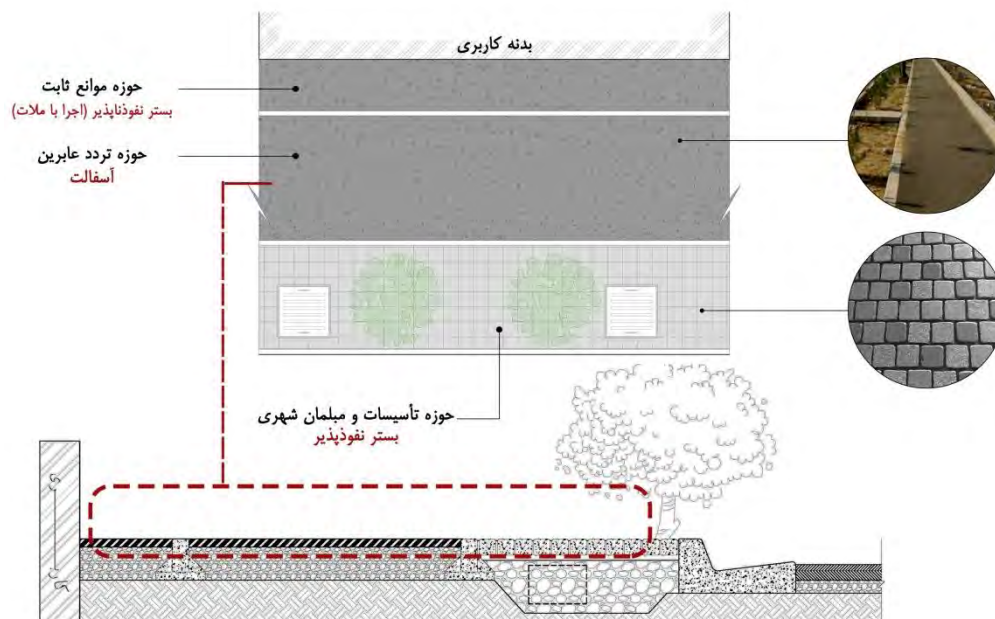 بدنه کاربری
حوزه موانع ثابت
بستر نفوذناپذیر (اجرا با ملات)
حوزه تردد عابرین
آسفالت
حوزه تأسیسات و مبلمان شهری
بستر نفوذپذیر